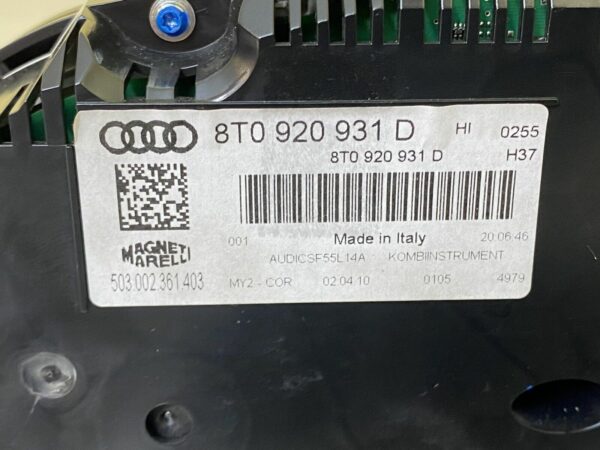 8T0 920 931 D HI 0255
8T0 920 931 D H37
001 Made in Italy 20:06:46
MAGNETI MARELLI
AUDICSF55L14A KOMBIINSTRUMENT
503.002.361.403 MY2-COR 02.04.10 0105 4979